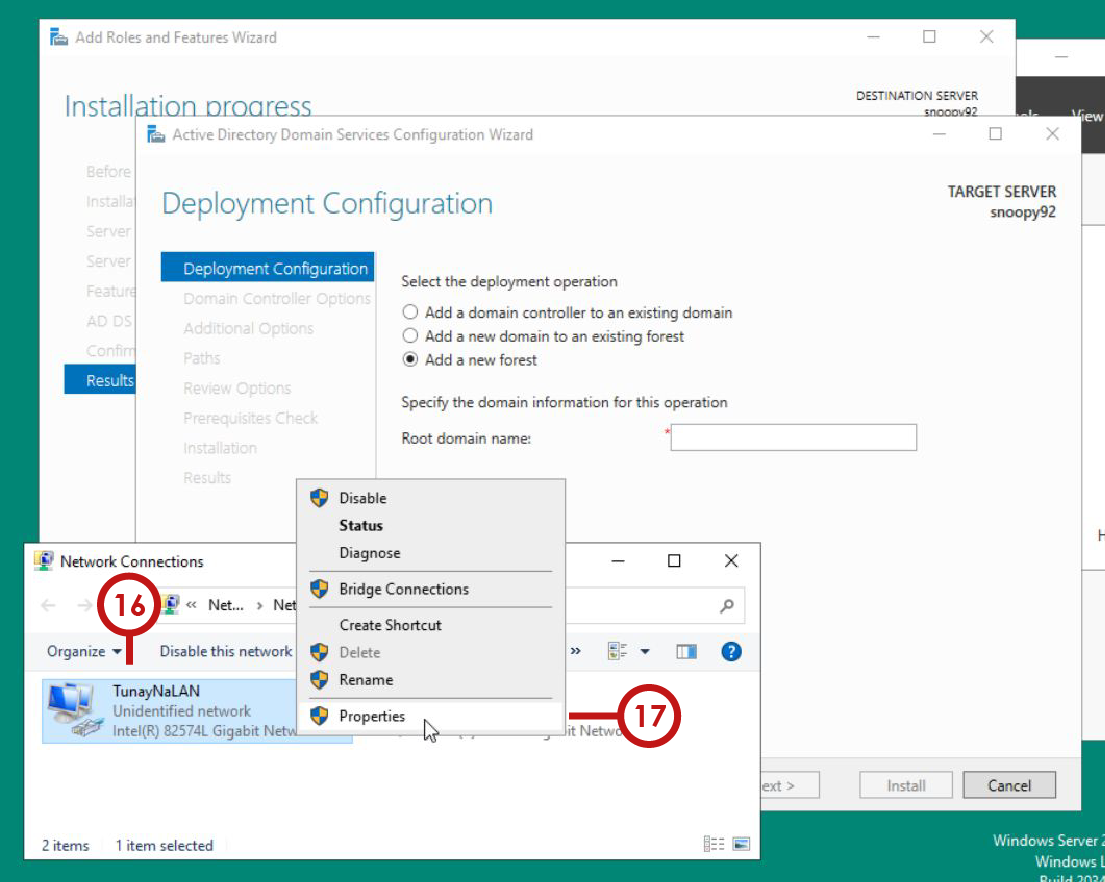 Add Roles and Features Wizard
Installation progress
DESTINATION SERVER
snoopy92
View
Active Directory Domain Services Configuration Wizard
Before
Installa
Server
Server
Feature
AD DS
Confirm
Results
Deployment Configuration
TARGET SERVER
snoopy92
Deployment Configuration
Domain Controller Options
Additional Options
Paths
Review Options
Prerequisites Check
Installation
Results
Select the deployment operation
Add a domain controller to an existing domain
Add a new domain to an existing forest
Add a new forest
Specify the domain information for this operation
Root domain name:
*
Disable
Status
Diagnose
Bridge Connections
Create Shortcut
Delete
Rename
Properties
Network Connections
16
« Net... > Net
Organize
Disable this network
»
TunayNaLAN
Unidentified network
Intel(R) 82574L Gigabit Netw
17
2 items
1 item selected
ext >
Install
Cancel
H
Windows Server 2
Windows L
Build 2034